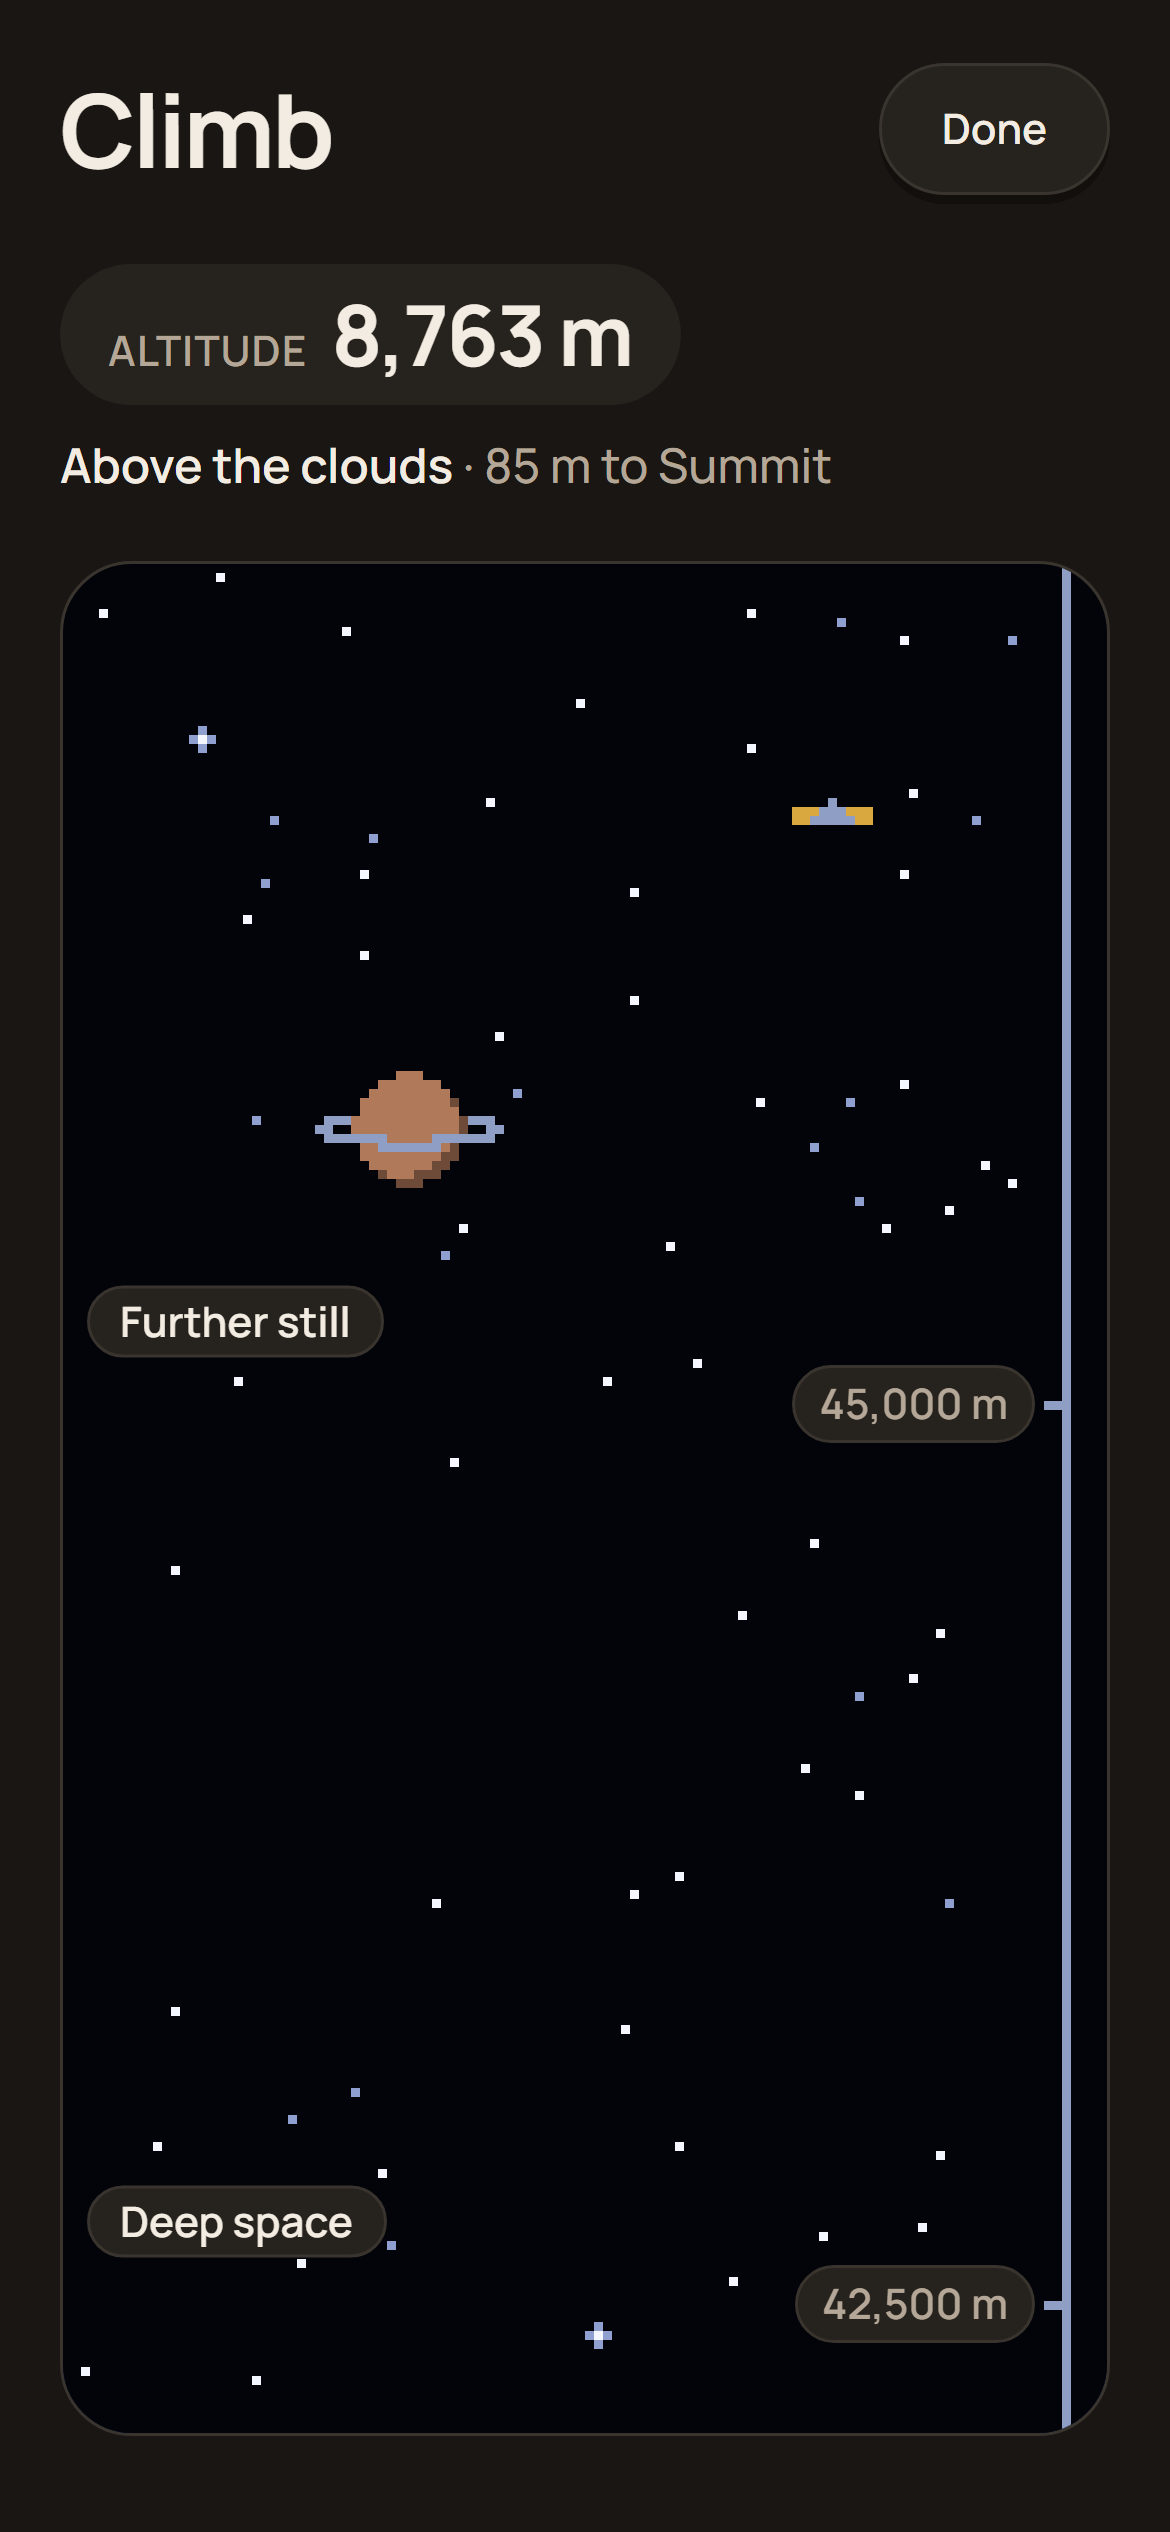 Climb
Done
ALTITUDE 8,763 m
Above the clouds · 85 m to Summit
Further still
45,000 m
Deep space
42,500 m